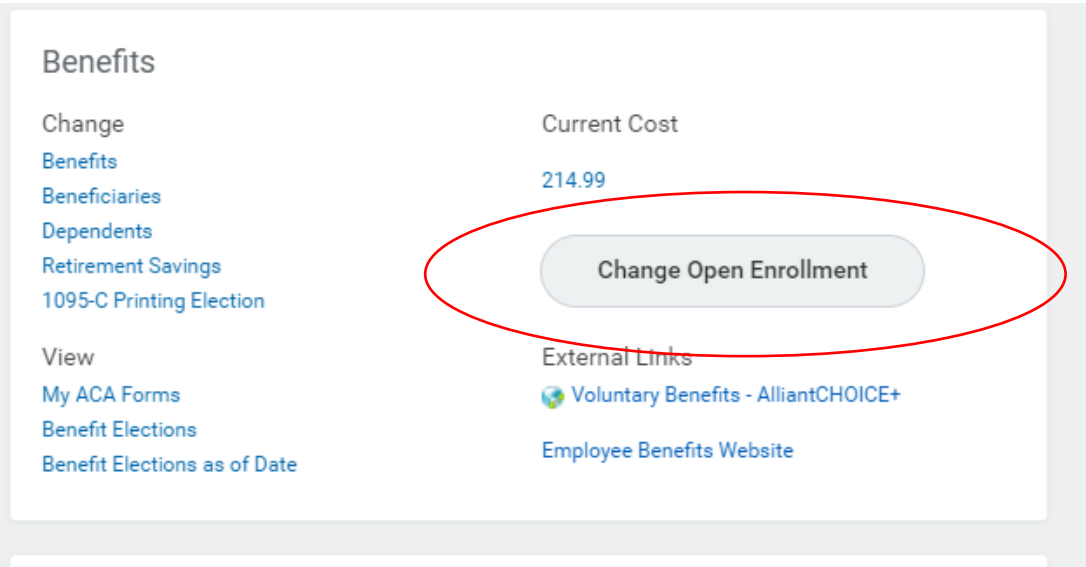 Benefits
Change
Benefits
Beneficiaries
Dependents
Retirement Savings
1095-C Printing Election
View
My ACA Forms
Benefit Elections
Benefit Elections as of Date
Current Cost
214.99
Change Open Enrollment
External Links
Voluntary Benefits - AlliantCHOICE+
Employee Benefits Website